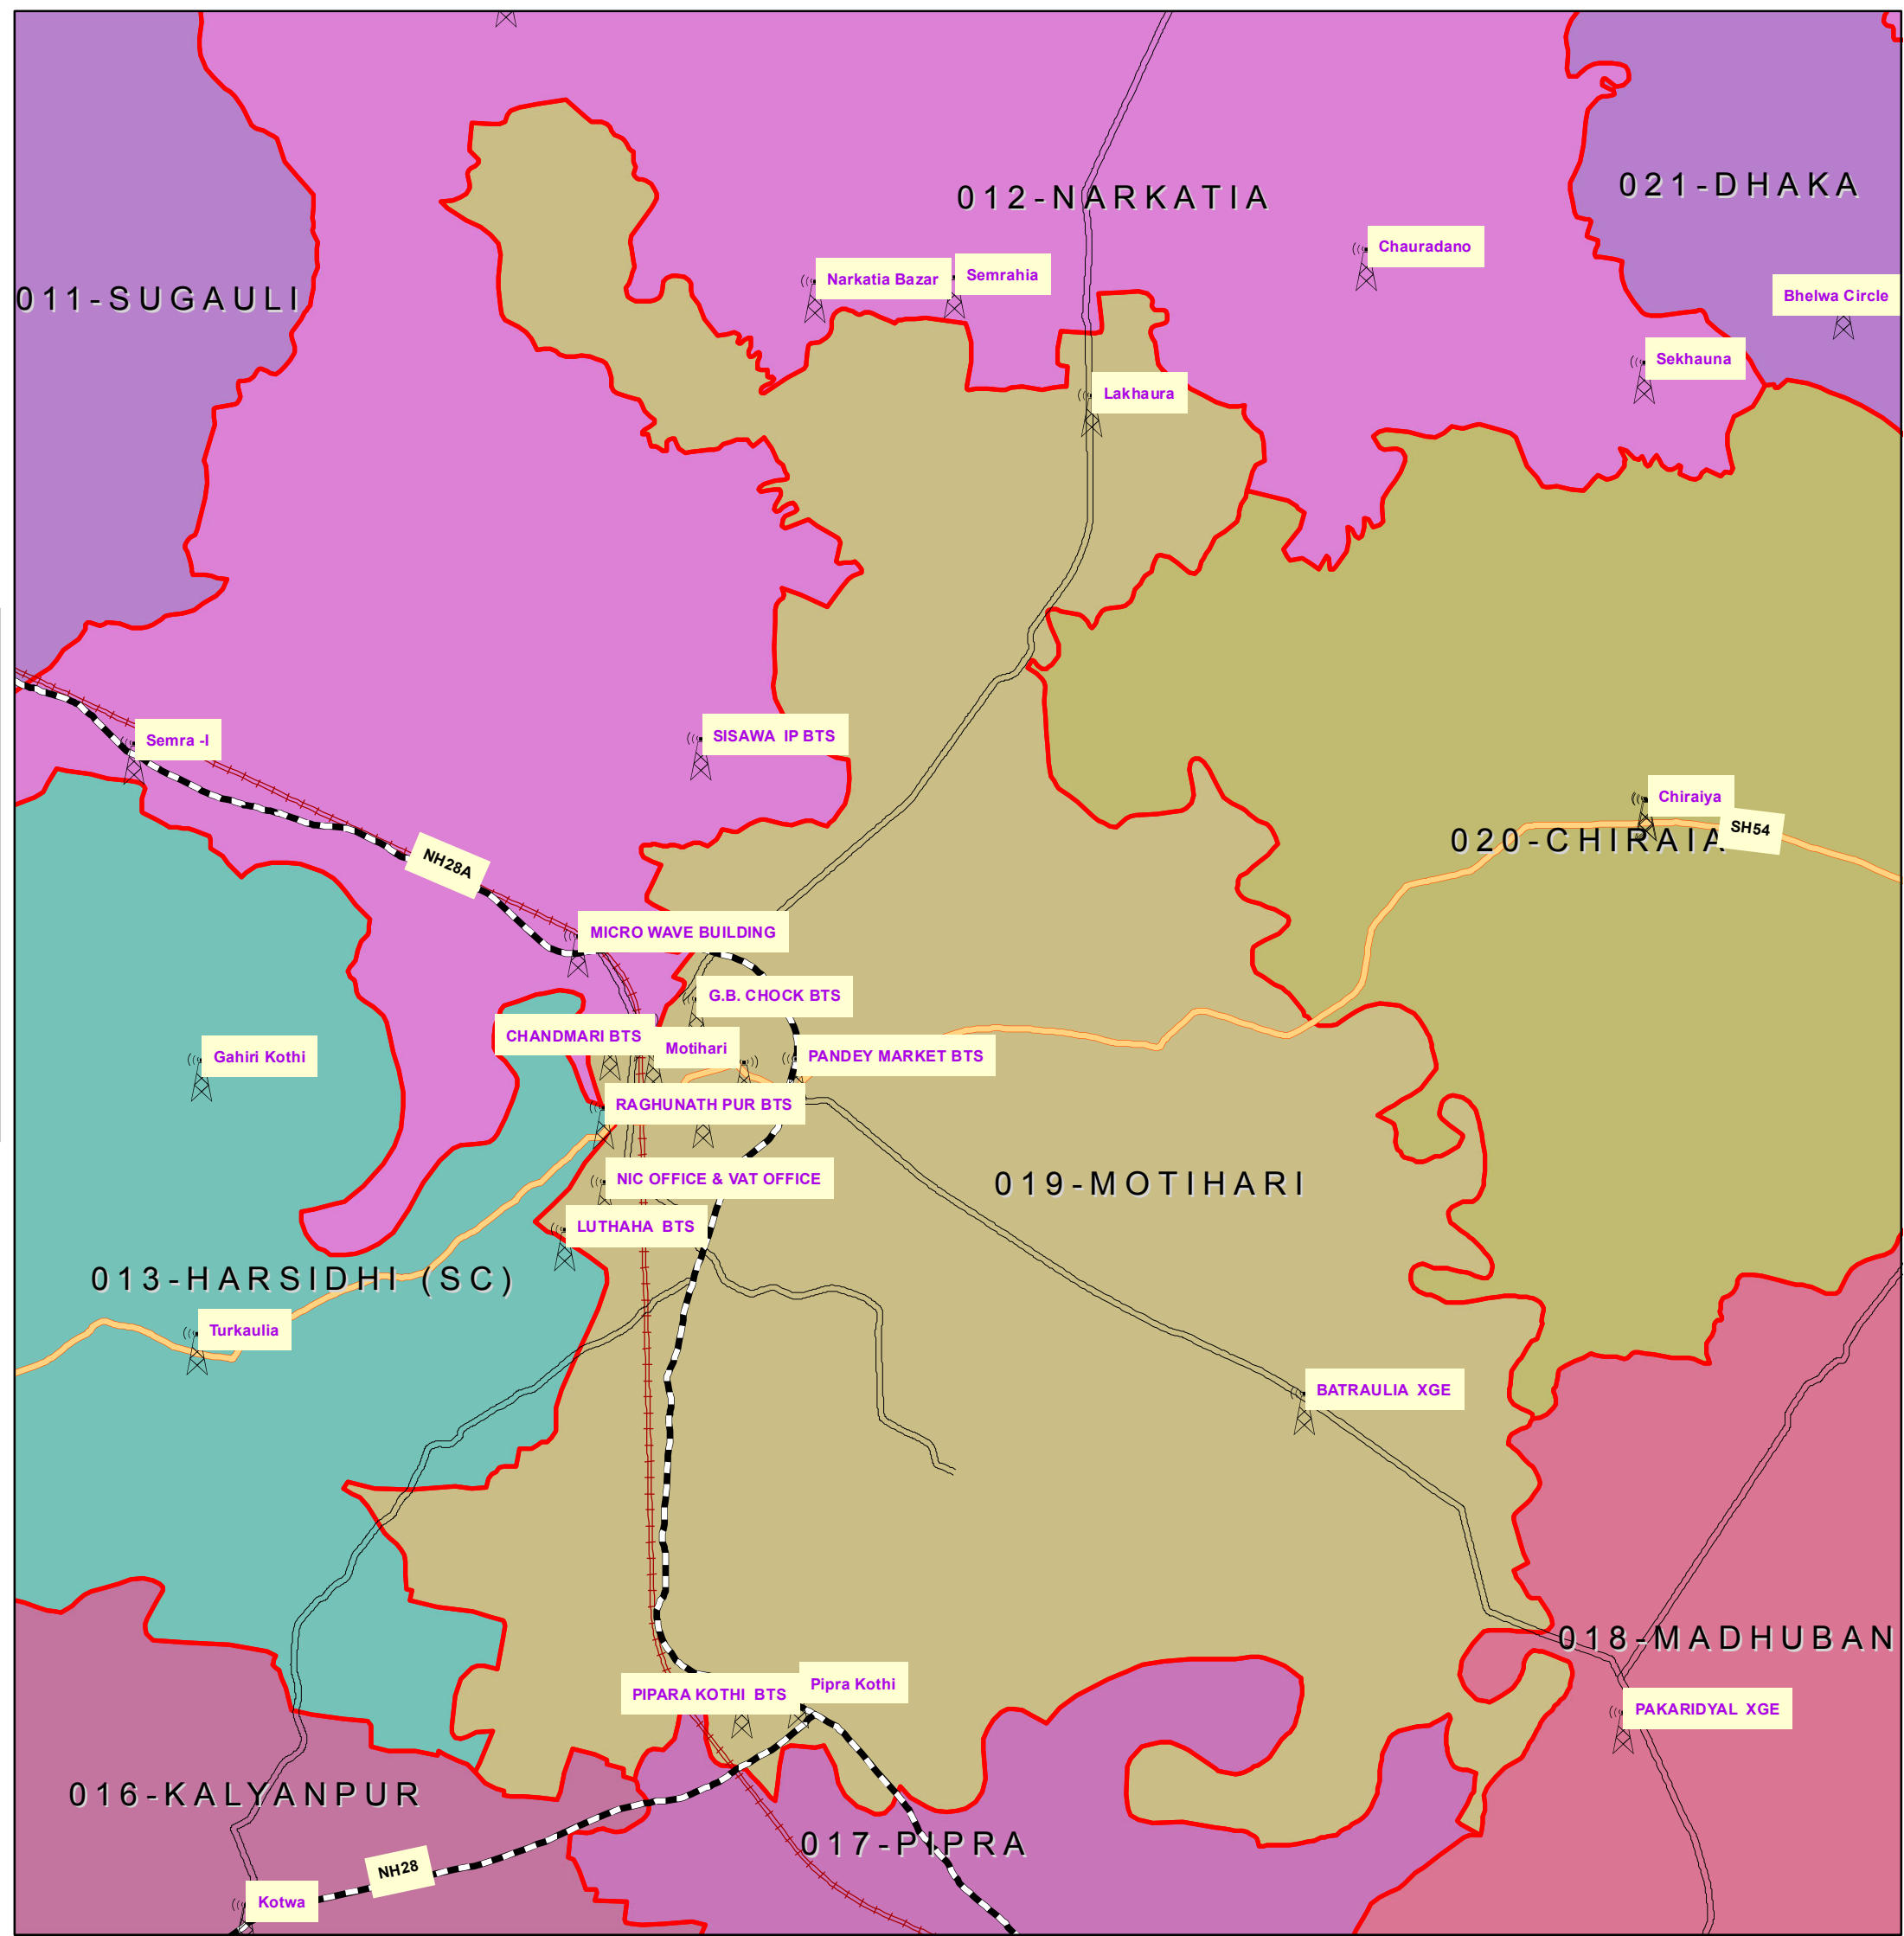 021-DHAKA
012-NARKATIA
Chauradano
Narkatia Bazar
Semrahia
011-SUGAULI
Bhelwa Circle
Sekhauna
Lakhaura
Semra -I
SISAWA  IP BTS
Chiraiya
SH54
020-CHIRAIA
NH28A
MICRO WAVE BUILDING
G.B. CHOCK BTS
CHANDMARI BTS
Motihari
Gahiri Kothi
PANDEY MARKET BTS
RAGHUNATH PUR BTS
NIC OFFICE & VAT OFFICE
019-MOTIHARI
LUTHAHA  BTS
013-HARSIDHI (SC)
Turkaulia
BATRAULIA  XGE
018-MADHUBAN
Pipra Kothi
PIPARA KOTHI  BTS
PAKARIDYAL  XGE
016-KALYANPUR
017-PIPRA
NH28
Kotwa